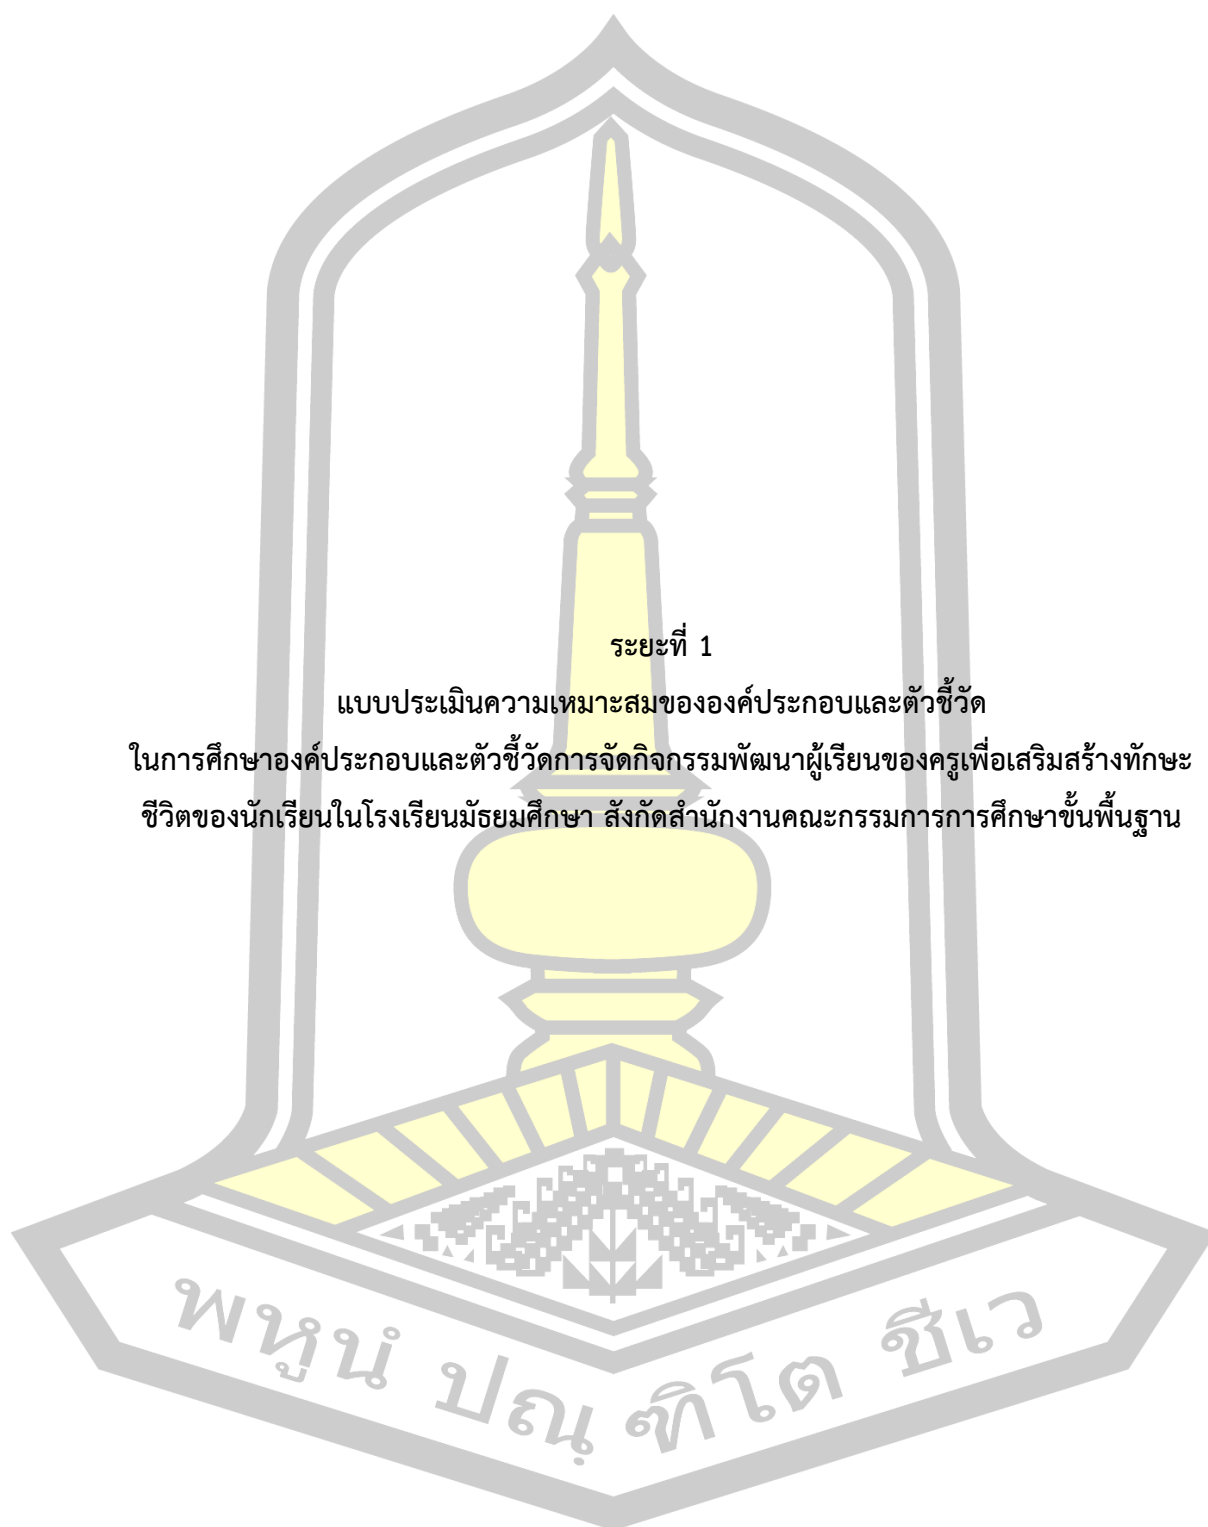 ระยะที่ 1
แบบประเมินความเหมาะสมขององค์ประกอบและตัวชี้วัด
ในการศึกษาองค์ประกอบและตัวชี้วัดการจัดกิจกรรมพัฒนาผู้เรียนของครูเพื่อเสริมสร้างทักษะ
ชีวิตของนักเรียนในโรงเรียนมัธยมศึกษา สังกัดสำนักงานคณะกรรมการการศึกษาขั้นพื้นฐาน
พหูนํ ปณฺฑิโต ชีเว